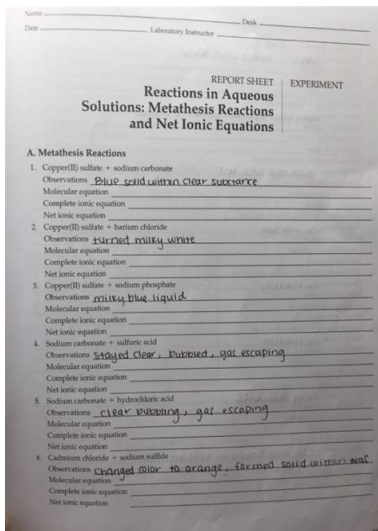 Name
Desk
Date
Laboratory Instructor
REPORT SHEET
EXPERIMENT
Reactions in Aqueous
Solutions: Metathesis Reactions
and Net Ionic Equations
A. Metathesis Reactions
1. Copper(II) sulfate + sodium carbonate
Observations Blue solid within clear substance
Molecular equation
Complete ionic equation
Net ionic equation
2. Copper(II) sulfate + barium chloride
Observations turned milky white
Molecular equation
Complete ionic equation
Net ionic equation
3. Copper(II) sulfate + sodium phosphate
Observations milky blue liquid
Molecular equation
Complete ionic equation
Net ionic equation
4. Sodium carbonate + sulfuric acid
Observations Stayed clear, bubbled, gas escaping
Molecular equation
Complete ionic equation
Net ionic equation
5. Sodium carbonate + hydrochloric acid
Observations clear bubbling, gas escaping
Molecular equation
Complete ionic equation
Net ionic equation
6. Cadmium chloride + sodium sulfide
Observations Changed color to orange, formed solid within
Molecular equation
Complete ionic equation
Net ionic equation